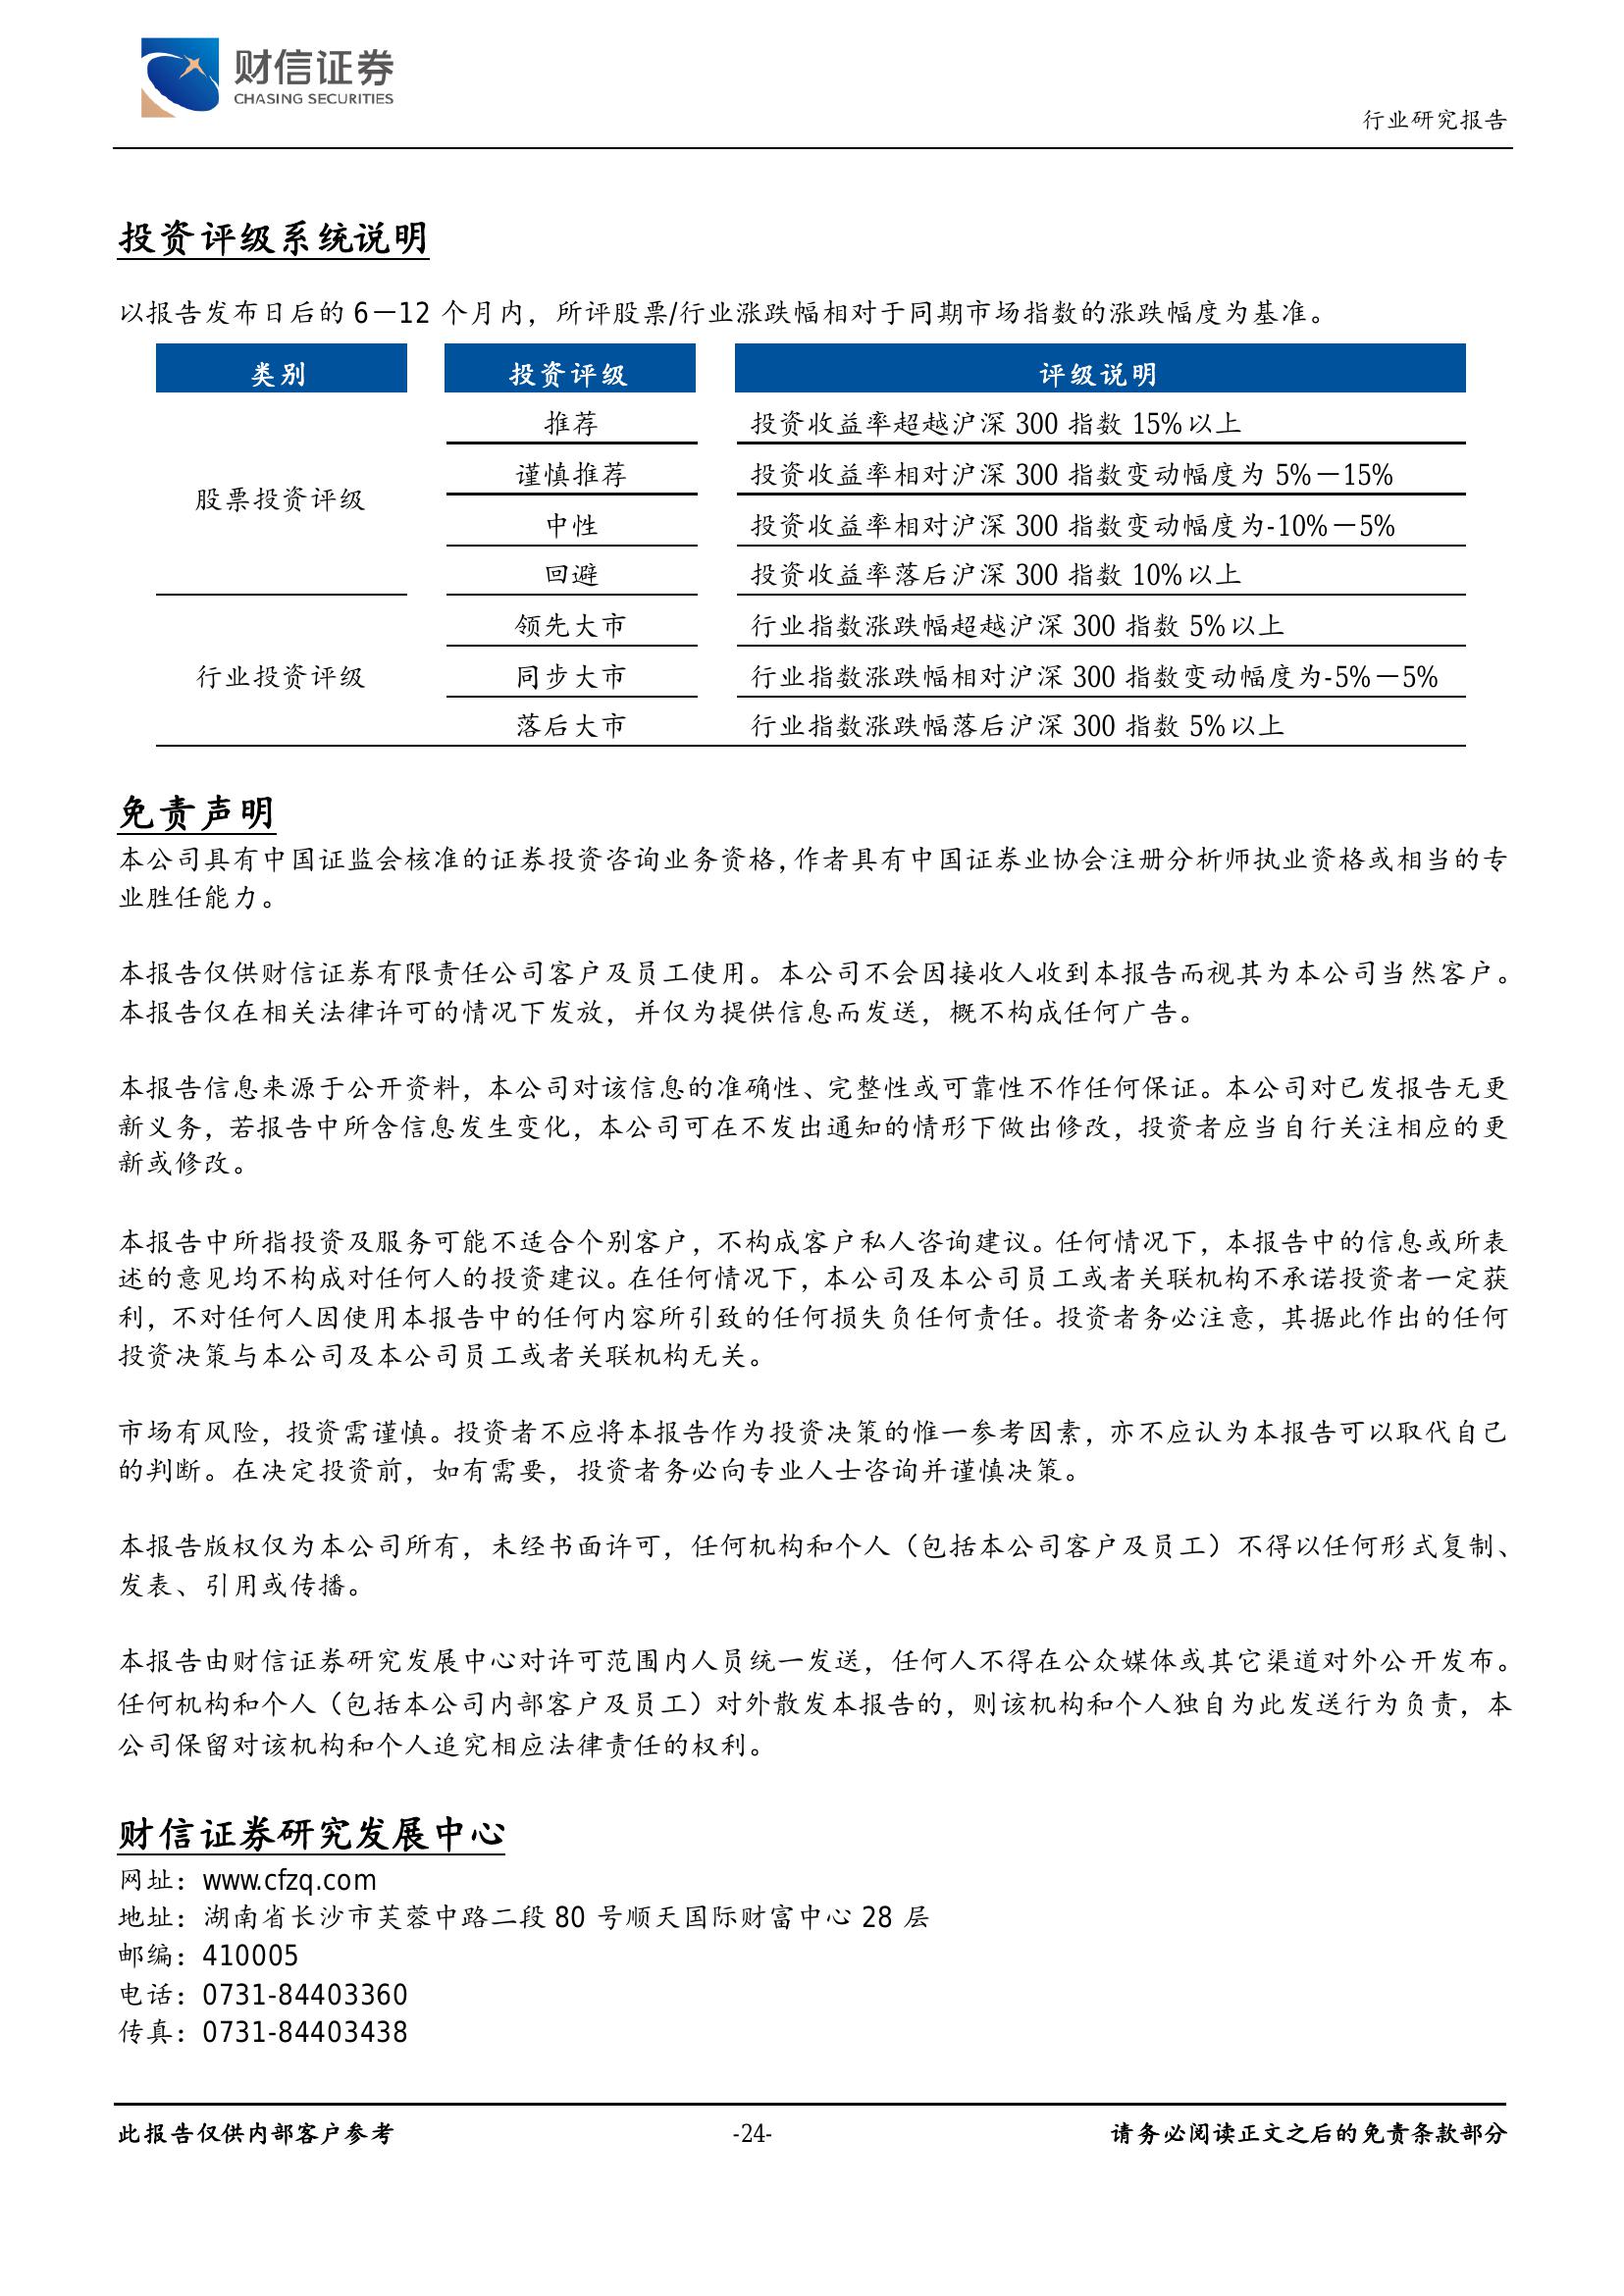 财信证券
CHASING SECURITIES
行业研究报告
投资评级系统说明
以报告发布日后的 6－12 个月内，所评股票/行业涨跌幅相对于同期市场指数的涨跌幅度为基准。
类别 投资评级 评级说明
股票投资评级
推荐 投资收益率超越沪深 300 指数 15%以上
谨慎推荐 投资收益率相对沪深 300 指数变动幅度为 5%－15%
中性 投资收益率相对沪深 300 指数变动幅度为-10%－5%
回避 投资收益率落后沪深 300 指数 10%以上
行业投资评级
领先大市 行业指数涨跌幅超越沪深 300 指数 5%以上
同步大市 行业指数涨跌幅相对沪深 300 指数变动幅度为-5%－5%
落后大市 行业指数涨跌幅落后沪深 300 指数 5%以上
免责声明
本公司具有中国证监会核准的证券投资咨询业务资格，作者具有中国证券业协会注册分析师执业资格或相当的专
业胜任能力。
本报告仅供财信证券有限责任公司客户及员工使用。本公司不会因接收人收到本报告而视其为本公司当然客户。
本报告仅在相关法律许可的情况下发放，并仅为提供信息而发送，概不构成任何广告。
本报告信息来源于公开资料，本公司对该信息的准确性、完整性或可靠性不作任何保证。本公司对已发报告无更
新义务，若报告中所含信息发生变化，本公司可在不发出通知的情形下做出修改，投资者应当自行关注相应的更
新或修改。
本报告中所指投资及服务可能不适合个别客户，不构成客户私人咨询建议。任何情况下，本报告中的信息或所表
述的意见均不构成对任何人的投资建议。在任何情况下，本公司及本公司员工或者关联机构不承诺投资者一定获
利，不对任何人因使用本报告中的任何内容所引致的任何损失负任何责任。投资者务必注意，其据此作出的任何
投资决策与本公司及本公司员工或者关联机构无关。
市场有风险，投资需谨慎。投资者不应将本报告作为投资决策的惟一参考因素，亦不应认为本报告可以取代自己
的判断。在决定投资前，如有需要，投资者务必向专业人士咨询并谨慎决策。
本报告版权仅为本公司所有，未经书面许可，任何机构和个人（包括本公司客户及员工）不得以任何形式复制、
发表、引用或传播。
本报告由财信证券研究发展中心对许可范围内人员统一发送，任何人不得在公众媒体或其它渠道对外公开发布。
任何机构和个人（包括本公司内部客户及员工）对外散发本报告的，则该机构和个人独自为此发送行为负责，本
公司保留对该机构和个人追究相应法律责任的权利。
财信证券研究发展中心
网址：www.cfzq.com
地址：湖南省长沙市芙蓉中路二段 80 号顺天国际财富中心 28 层
邮编：410005
电话：0731-84403360
传真：0731-84403438
此报告仅供内部客户参考 -24- 请务必阅读正文之后的免责条款部分